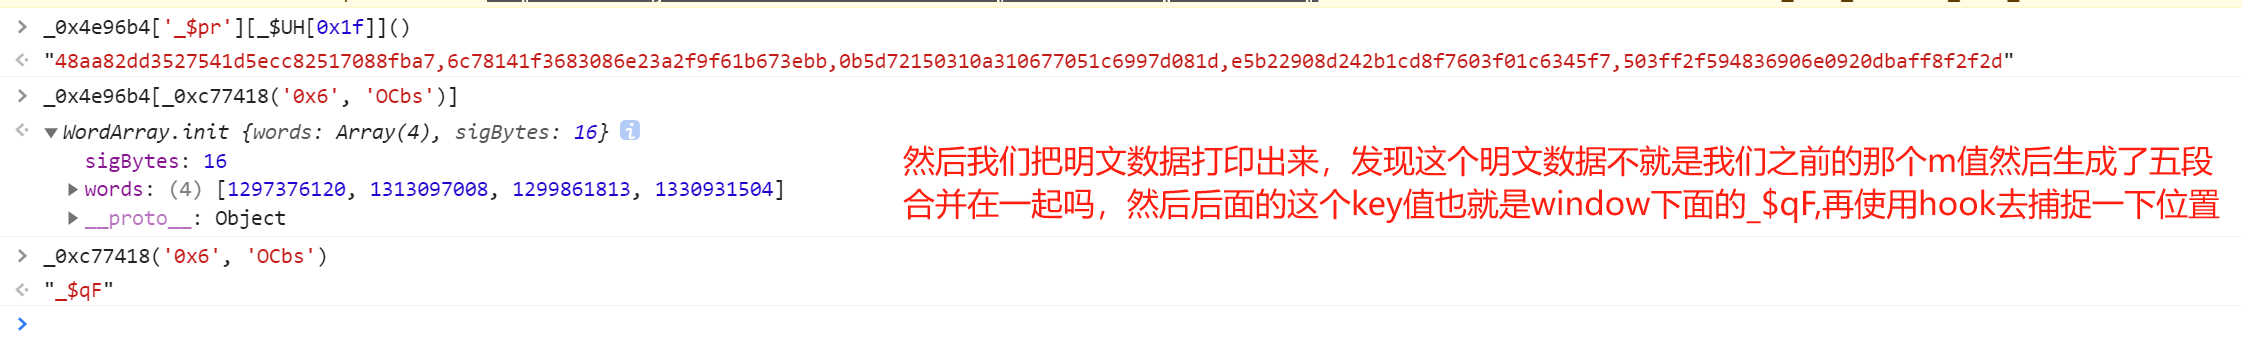 _0x4e96b4['_$pr'][_$UH[0x1f]]()
"48aa82dd3527541d5ecc82517088fba7,6c78141f3683086e23a2f9f61b673ebb,0b5d72150310a310677051c6997d081d,e5b22908d242b1cd8f7603f01c6345f7,503ff2f594836906e0920dbaff8f2f2d"
_0x4e96b4[_0xc77418('0x6', 'OCbs')]
WordArray.init {words: Array(4), sigBytes: 16}
sigBytes: 16
words: (4) [1297376120, 1313097008, 1299861813, 1330931504]
__proto__: Object
然后我们把明文数据打印出来，发现这个明文数据不就是我们之前的那个m值然后生成了五段
合并在一起吗，然后后面的这个key值也就是window下面的_$qF,再使用hook去捕捉一下位置
_0xc77418('0x6', 'OCbs')
"_$qF"